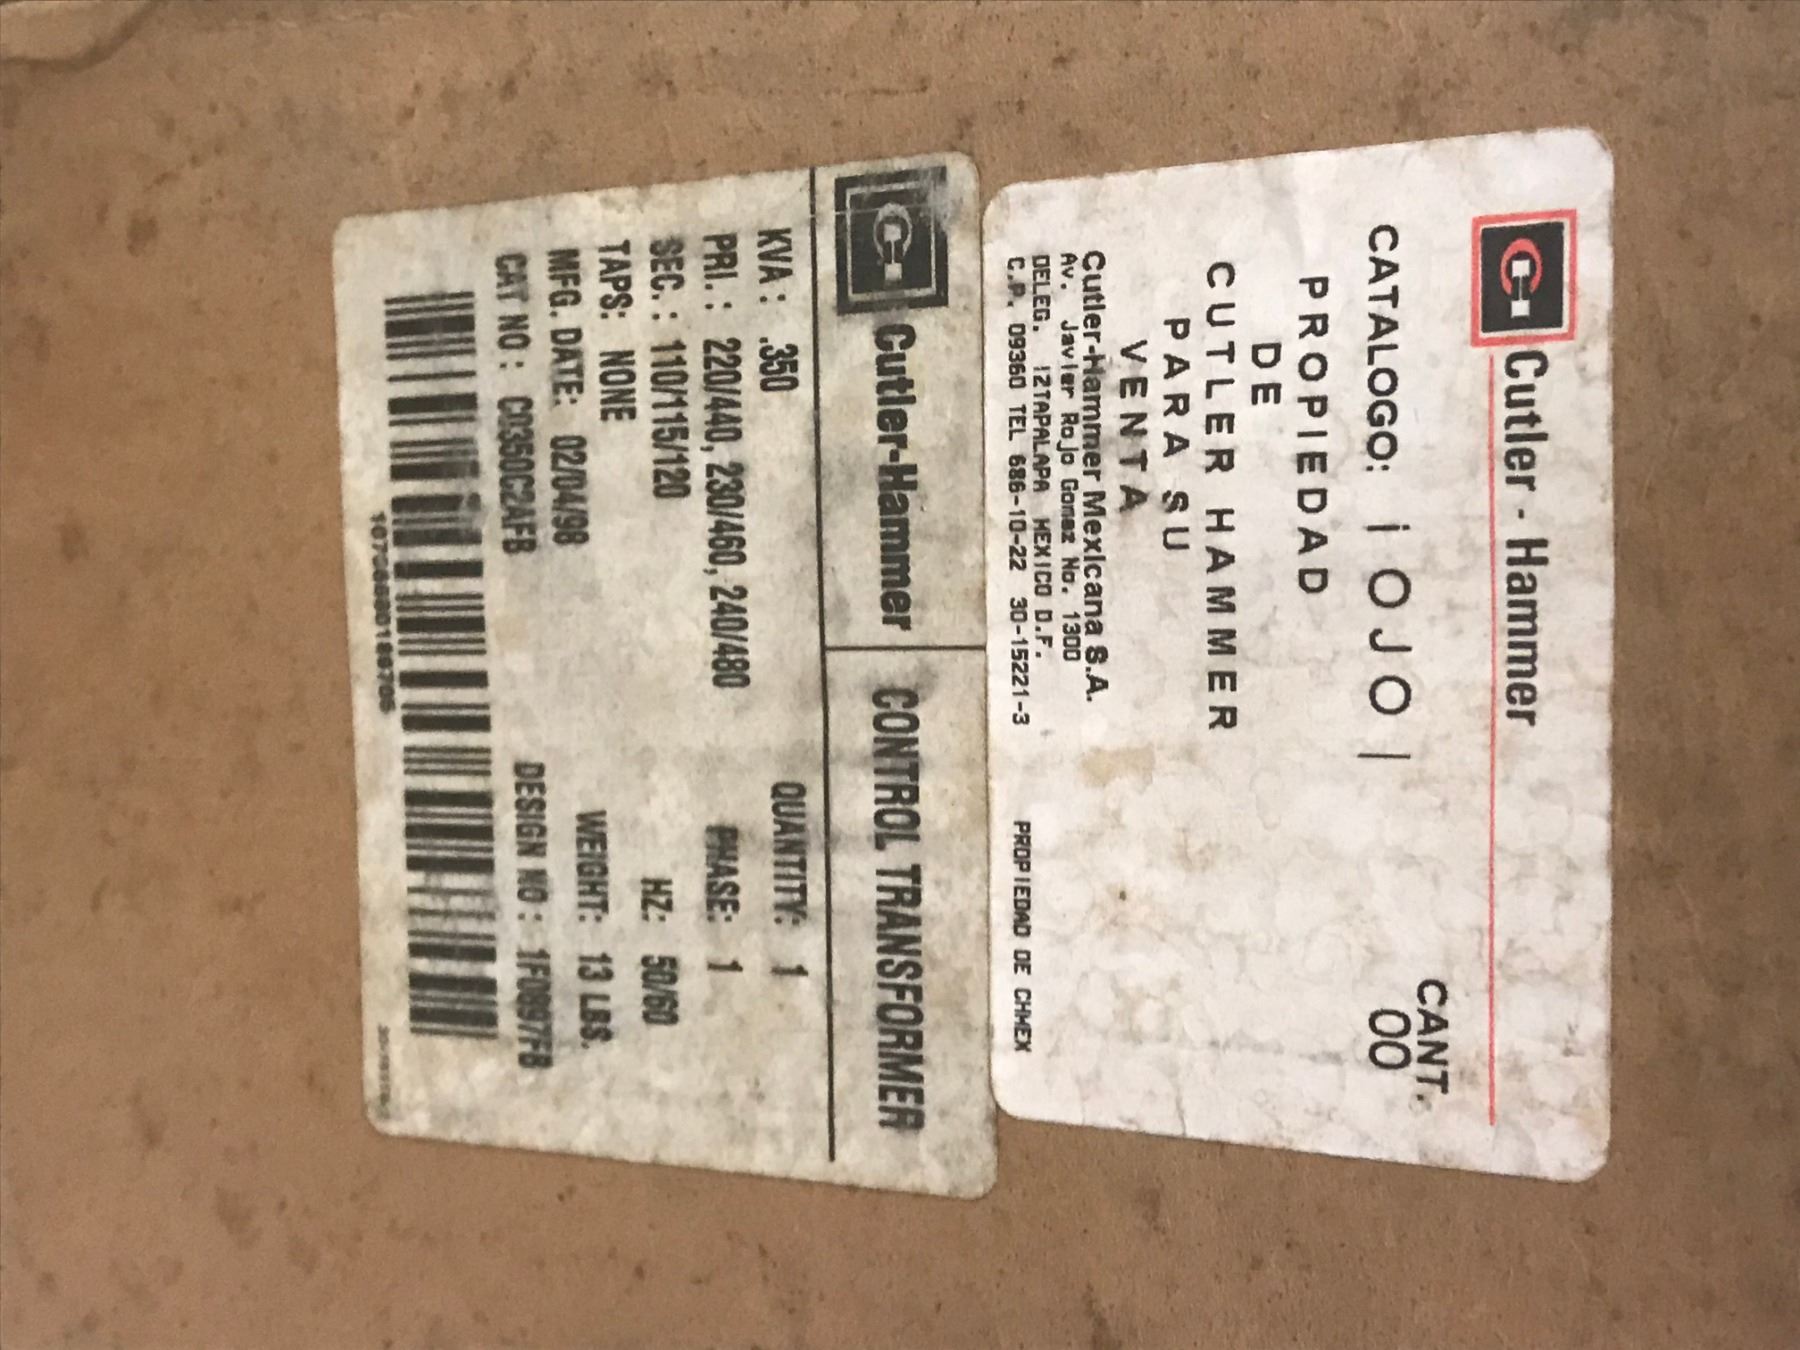 Cutler - Hammer
CANT.
CATALOGO: ¡ O J O ! 00
PROPIEDAD
DE
CUTLER HAMMER
PARA SU
VENTA
Cutler-Hammer Mexicana S.A.
Av. Javier Rojo Gomez No. 1300
DELEG. IZTAPALAPA MEXICO D.F.
C.P. 09360 TEL 686-10-22 30-15221-3 PROPIEDAD DE CHMEX
Cutler-Hammer CONTROL TRANSFORMER
KVA : .350 QUANTITY: 1
PRI. : 220/440, 230/460, 240/480 PHASE: 1
SEC. : 110/115/120 HZ: 50/60
TAPS: NONE WEIGHT: 13 LBS.
MFG. DATE: 02/04/98
CAT NO : C0350C2AFB DESIGN NO : 1F0897FB